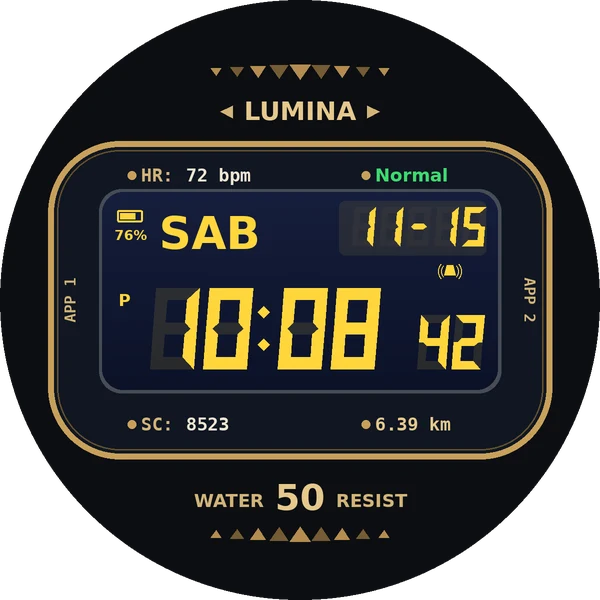 ◄ LUMINA ►
HR: 72 bpm
Normal
76%
SAB
11-15
APP 1
P
10:08
42
APP 2
SC: 8523
6.39 km
WATER 50 RESIST